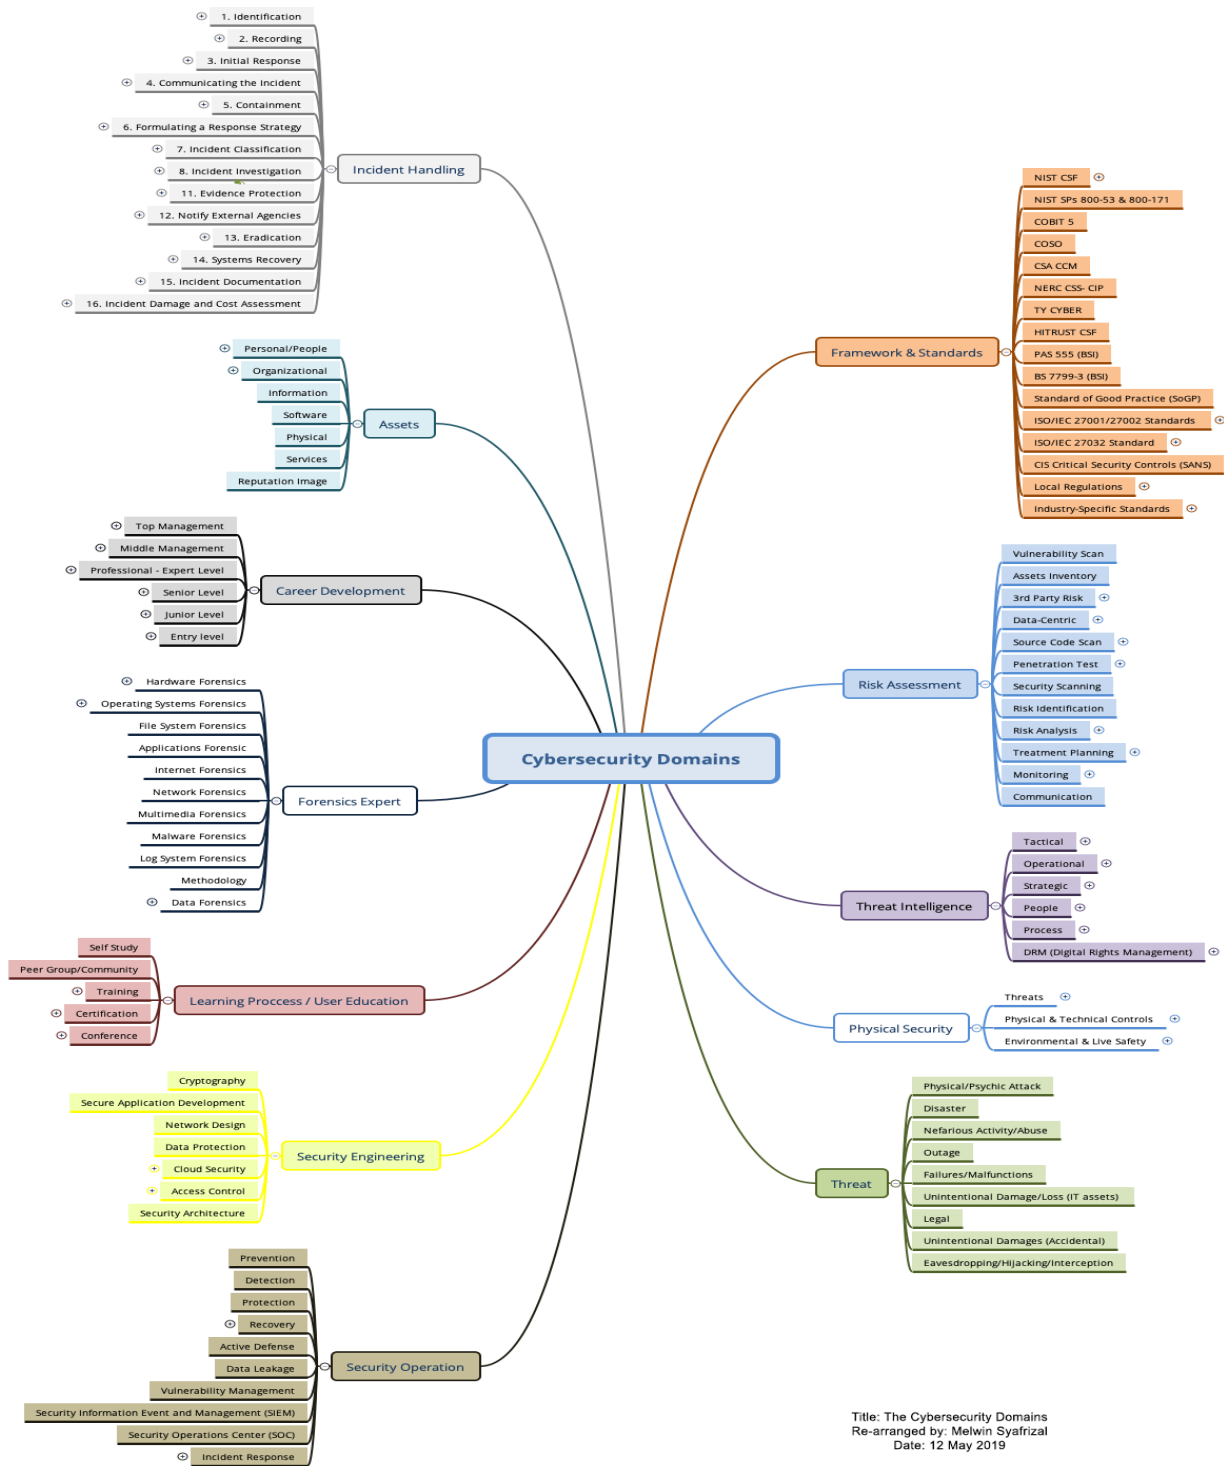 1. Identification
2. Recording
3. Initial Response
4. Communicating the Incident
5. Containment
6. Formulating a Response Strategy
7. Incident Classification
8. Incident Investigation
11. Evidence Protection
12. Notify External Agencies
13. Eradication
14. Systems Recovery
15. Incident Documentation
16. Incident Damage and Cost Assessment
Incident Handling
Personal/People
Organizational
Information
Software
Physical
Services
Reputation Image
Assets
Top Management
Middle Management
Professional - Expert Level
Senior Level
Junior Level
Entry level
Career Development
Hardware Forensics
Operating Systems Forensics
File System Forensics
Applications Forensic
Internet Forensics
Network Forensics
Multimedia Forensics
Malware Forensics
Log System Forensics
Methodology
Data Forensics
Forensics Expert
Self Study
Peer Group/Community
Training
Certification
Conference
Learning Proccess / User Education
Cryptography
Secure Application Development
Network Design
Data Protection
Cloud Security
Access Control
Security Architecture
Security Engineering
Prevention
Detection
Protection
Recovery
Active Defense
Data Leakage
Vulnerability Management
Security Information Event and Management (SIEM)
Security Operations Center (SOC)
Incident Response
Security Operation
Cybersecurity Domains
Framework & Standards
NIST CSF
NIST SPs 800-53 & 800-171
COBIT 5
COSO
CSA CCM
NERC CSS- CIP
TY CYBER
HITRUST CSF
PAS 555 (BSI)
BS 7799-3 (BSI)
Standard of Good Practice (SoGP)
ISO/IEC 27001/27002 Standards
ISO/IEC 27032 Standard
CIS Critical Security Controls (SANS)
Local Regulations
Industry-Specific Standards
Risk Assessment
Vulnerability Scan
Assets Inventory
3rd Party Risk
Data-Centric
Source Code Scan
Penetration Test
Security Scanning
Risk Identification
Risk Analysis
Treatment Planning
Monitoring
Communication
Threat Intelligence
Tactical
Operational
Strategic
People
Process
DRM (Digital Rights Management)
Physical Security
Threats
Physical & Technical Controls
Environmental & Live Safety
Threat
Physical/Psychic Attack
Disaster
Nefarious Activity/Abuse
Outage
Failures/Malfunctions
Unintentional Damage/Loss (IT assets)
Legal
Unintentional Damages (Accidental)
Eavesdropping/Hijacking/Interception
Title: The Cybersecurity Domains
Re-arranged by: Melwin Syafrizal
Date: 12 May 2019